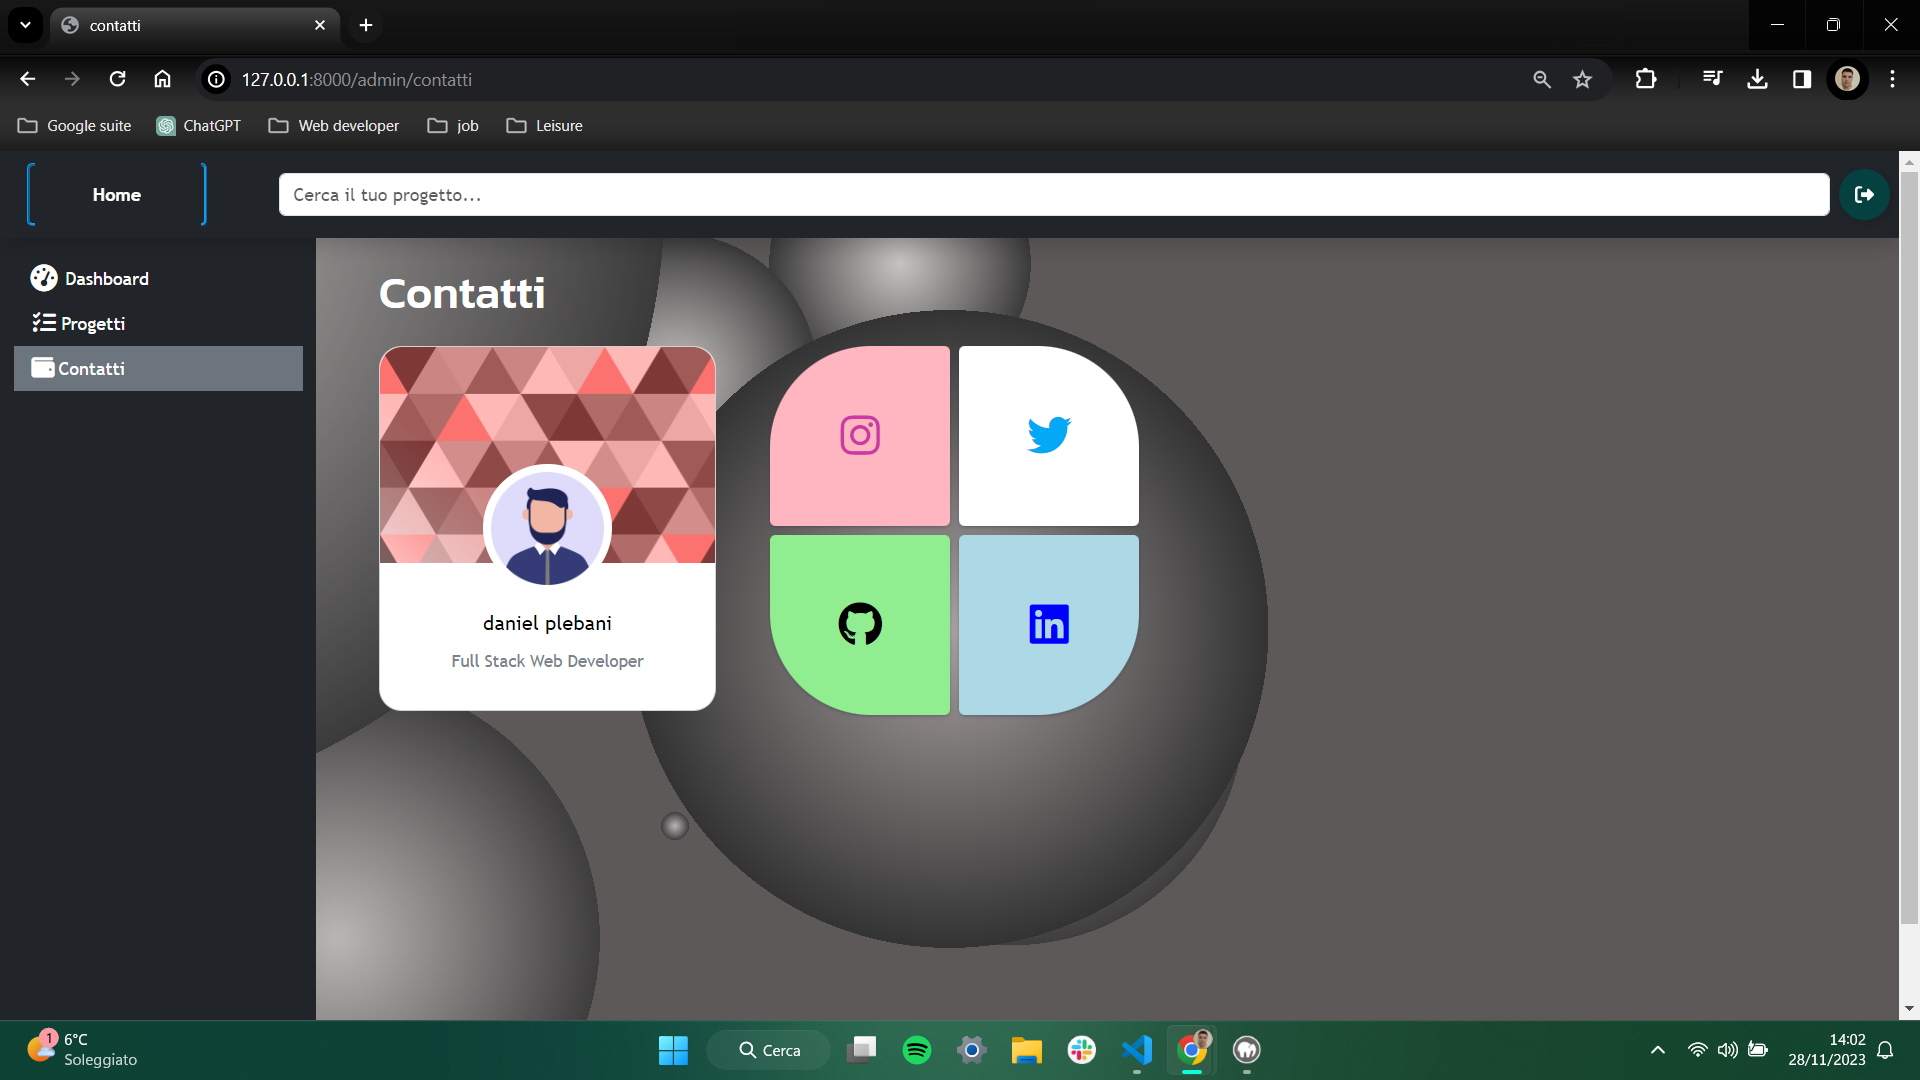 contatti
127.0.0.1:8000/admin/contatti
Google suite
ChatGPT
Web developer
job
Leisure
Home
Cerca il tuo progetto...
Dashboard
Progetti
Contatti
Contatti
in
daniel plebani
Full Stack Web Developer
1
6°C
Soleggiato
Cerca
14:02
28/11/2023